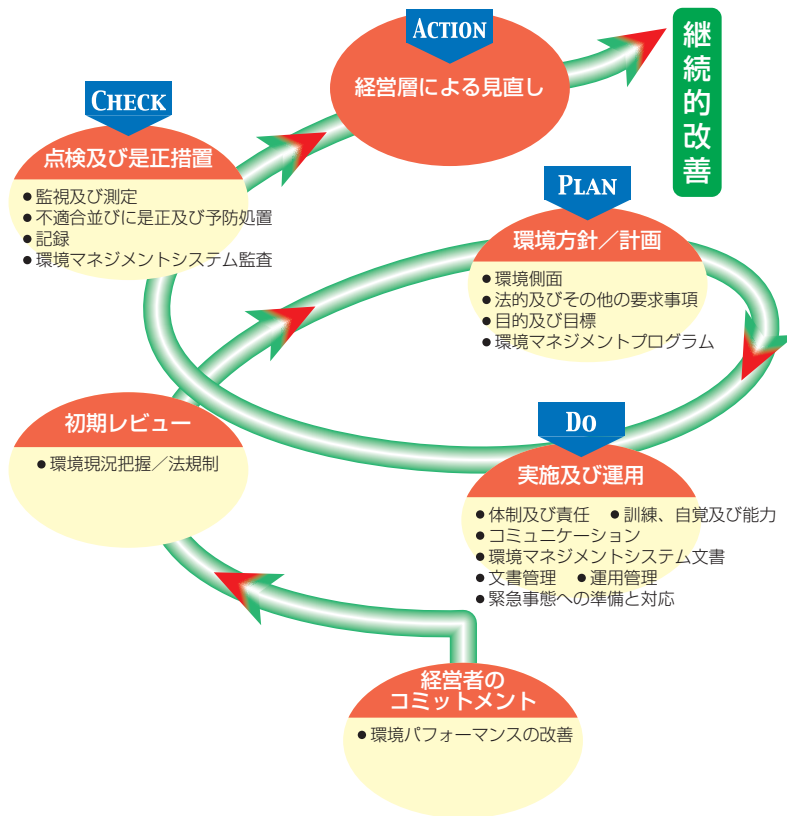 ACTION
経営層による見直し
継続的改善
CHECK
点検及び是正措置
●監視及び測定
●不適合並びに是正及び予防処置
●記録
●環境マネジメントシステム監査
PLAN
環境方針／計画
●環境側面
●法的及びその他の要求事項
●目的及び目標
●環境マネジメントプログラム
初期レビュー
●環境現況把握／法規制
DO
実施及び運用
●体制及び責任 ●訓練、自覚及び能力
●コミュニケーション
●環境マネジメントシステム文書
●文書管理 ●運用管理
●緊急事態への準備と対応
経営者の
コミットメント
●環境パフォーマンスの改善